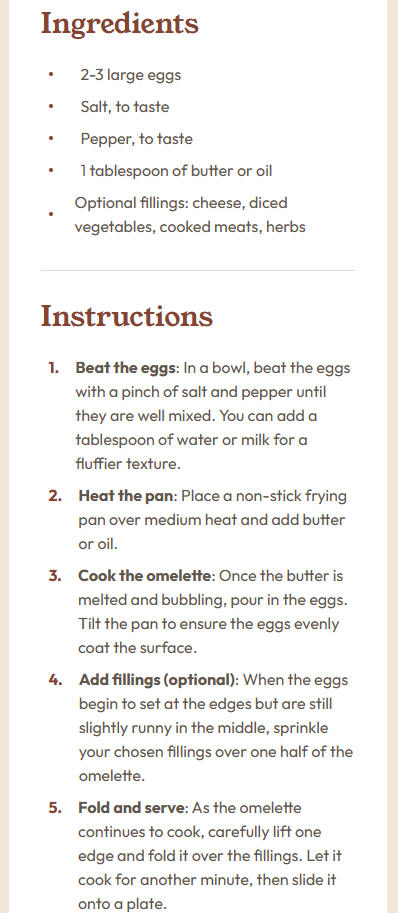 Ingredients
• 2-3 large eggs
• Salt, to taste
• Pepper, to taste
• 1 tablespoon of butter or oil
• Optional fillings: cheese, diced
vegetables, cooked meats, herbs
Instructions
1. Beat the eggs: In a bowl, beat the eggs
with a pinch of salt and pepper until
they are well mixed. You can add a
tablespoon of water or milk for a
fluffier texture.
2. Heat the pan: Place a non-stick frying
pan over medium heat and add butter
or oil.
3. Cook the omelette: Once the butter is
melted and bubbling, pour in the eggs.
Tilt the pan to ensure the eggs evenly
coat the surface.
4. Add fillings (optional): When the eggs
begin to set at the edges but are still
slightly runny in the middle, sprinkle
your chosen fillings over one half of the
omelette.
5. Fold and serve: As the omelette
continues to cook, carefully lift one
edge and fold it over the fillings. Let it
cook for another minute, then slide it
onto a plate.